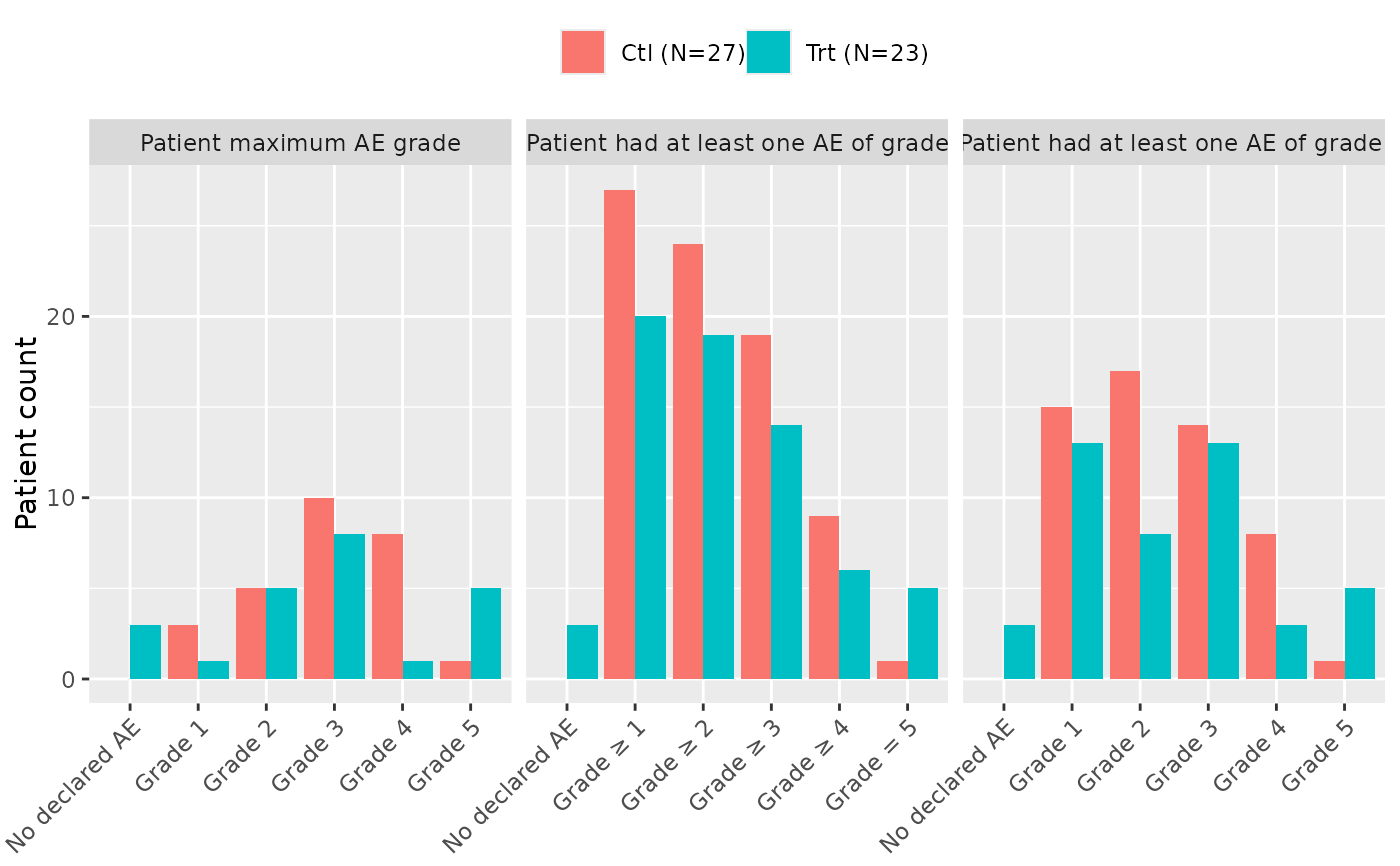 Ctl (N=27) Trt (N=23)
Patient maximum AE grade
Patient had at least one AE of grade
Patient had at least one AE of grade
Patient count
20
10
0
No declared AE
Grade 1
Grade 2
Grade 3
Grade 4
Grade 5
No declared AE
Grade ≥ 1
Grade ≥ 2
Grade ≥ 3
Grade ≥ 4
Grade = 5
No declared AE
Grade 1
Grade 2
Grade 3
Grade 4
Grade 5